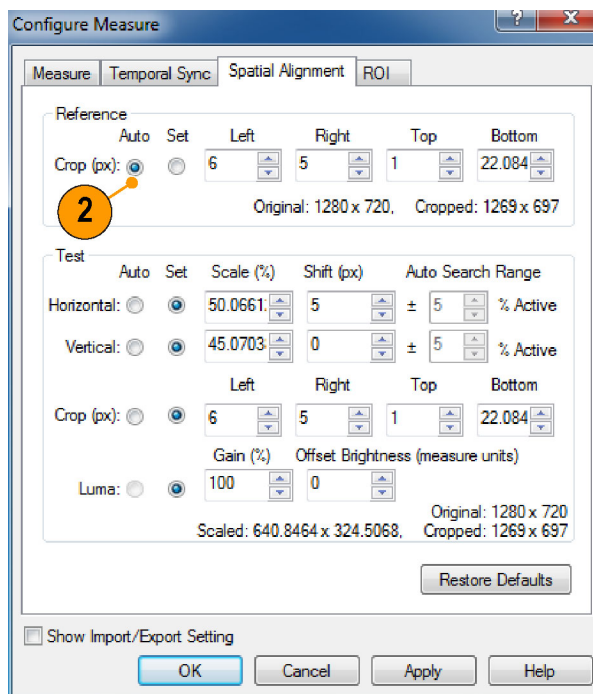 Configure Measure ? X
Measure Temporal Sync Spatial Alignment ROI
Reference
Auto Set Left Right Top Bottom
Crop (px): 6 5 1 22.084
2
Original: 1280 x 720, Cropped: 1269 x 697
Test
Auto Set Scale (%) Shift (px) Auto Search Range
Horizontal: 50.0661 5 ± 5 % Active
Vertical: 45.0703 0 ± 5 % Active
Left Right Top Bottom
Crop (px): 6 5 1 22.084
Gain (%) Offset Brightness (measure units)
Luma: 100 0
Original: 1280 x 720
Scaled: 640.8464 x 324.5068, Cropped: 1269 x 697
Restore Defaults
Show Import/Export Setting
OK Cancel Apply Help